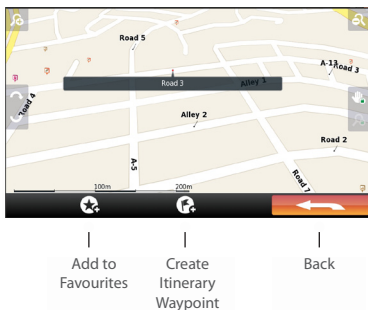 Road 5
A-13
Road 3
Road 3
Alley 1
Road 4
Alley 2
Road 2
A-5
Road 7
100m
200m
Add to
Favourites
Create
Itinerary
Waypoint
Back